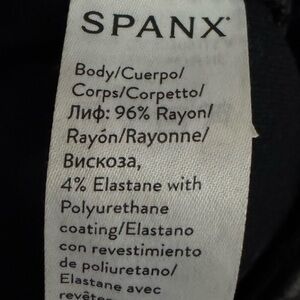 SPANX®
Body/Cuerpo/
Corps/Corpetto/
Лиф: 96% Rayon/
Rayón/Rayonne/
Вискоза,
4% Elastane with
Polyurethane
coating/Elastano
con revestimiento
de poliuretano/
Elastane avec